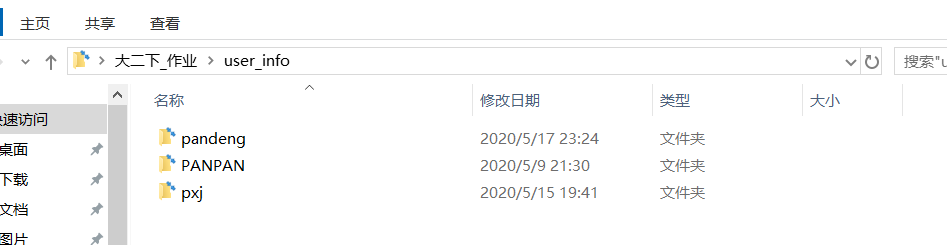 主页 共享 查看
大二下_作业 user_info 搜索"u
名称 修改日期 类型 大小
快速访问
桌面 pandeng 2020/5/17 23:24 文件夹
下载 PANPAN 2020/5/9 21:30 文件夹
文档 pxj 2020/5/15 19:41 文件夹
图片